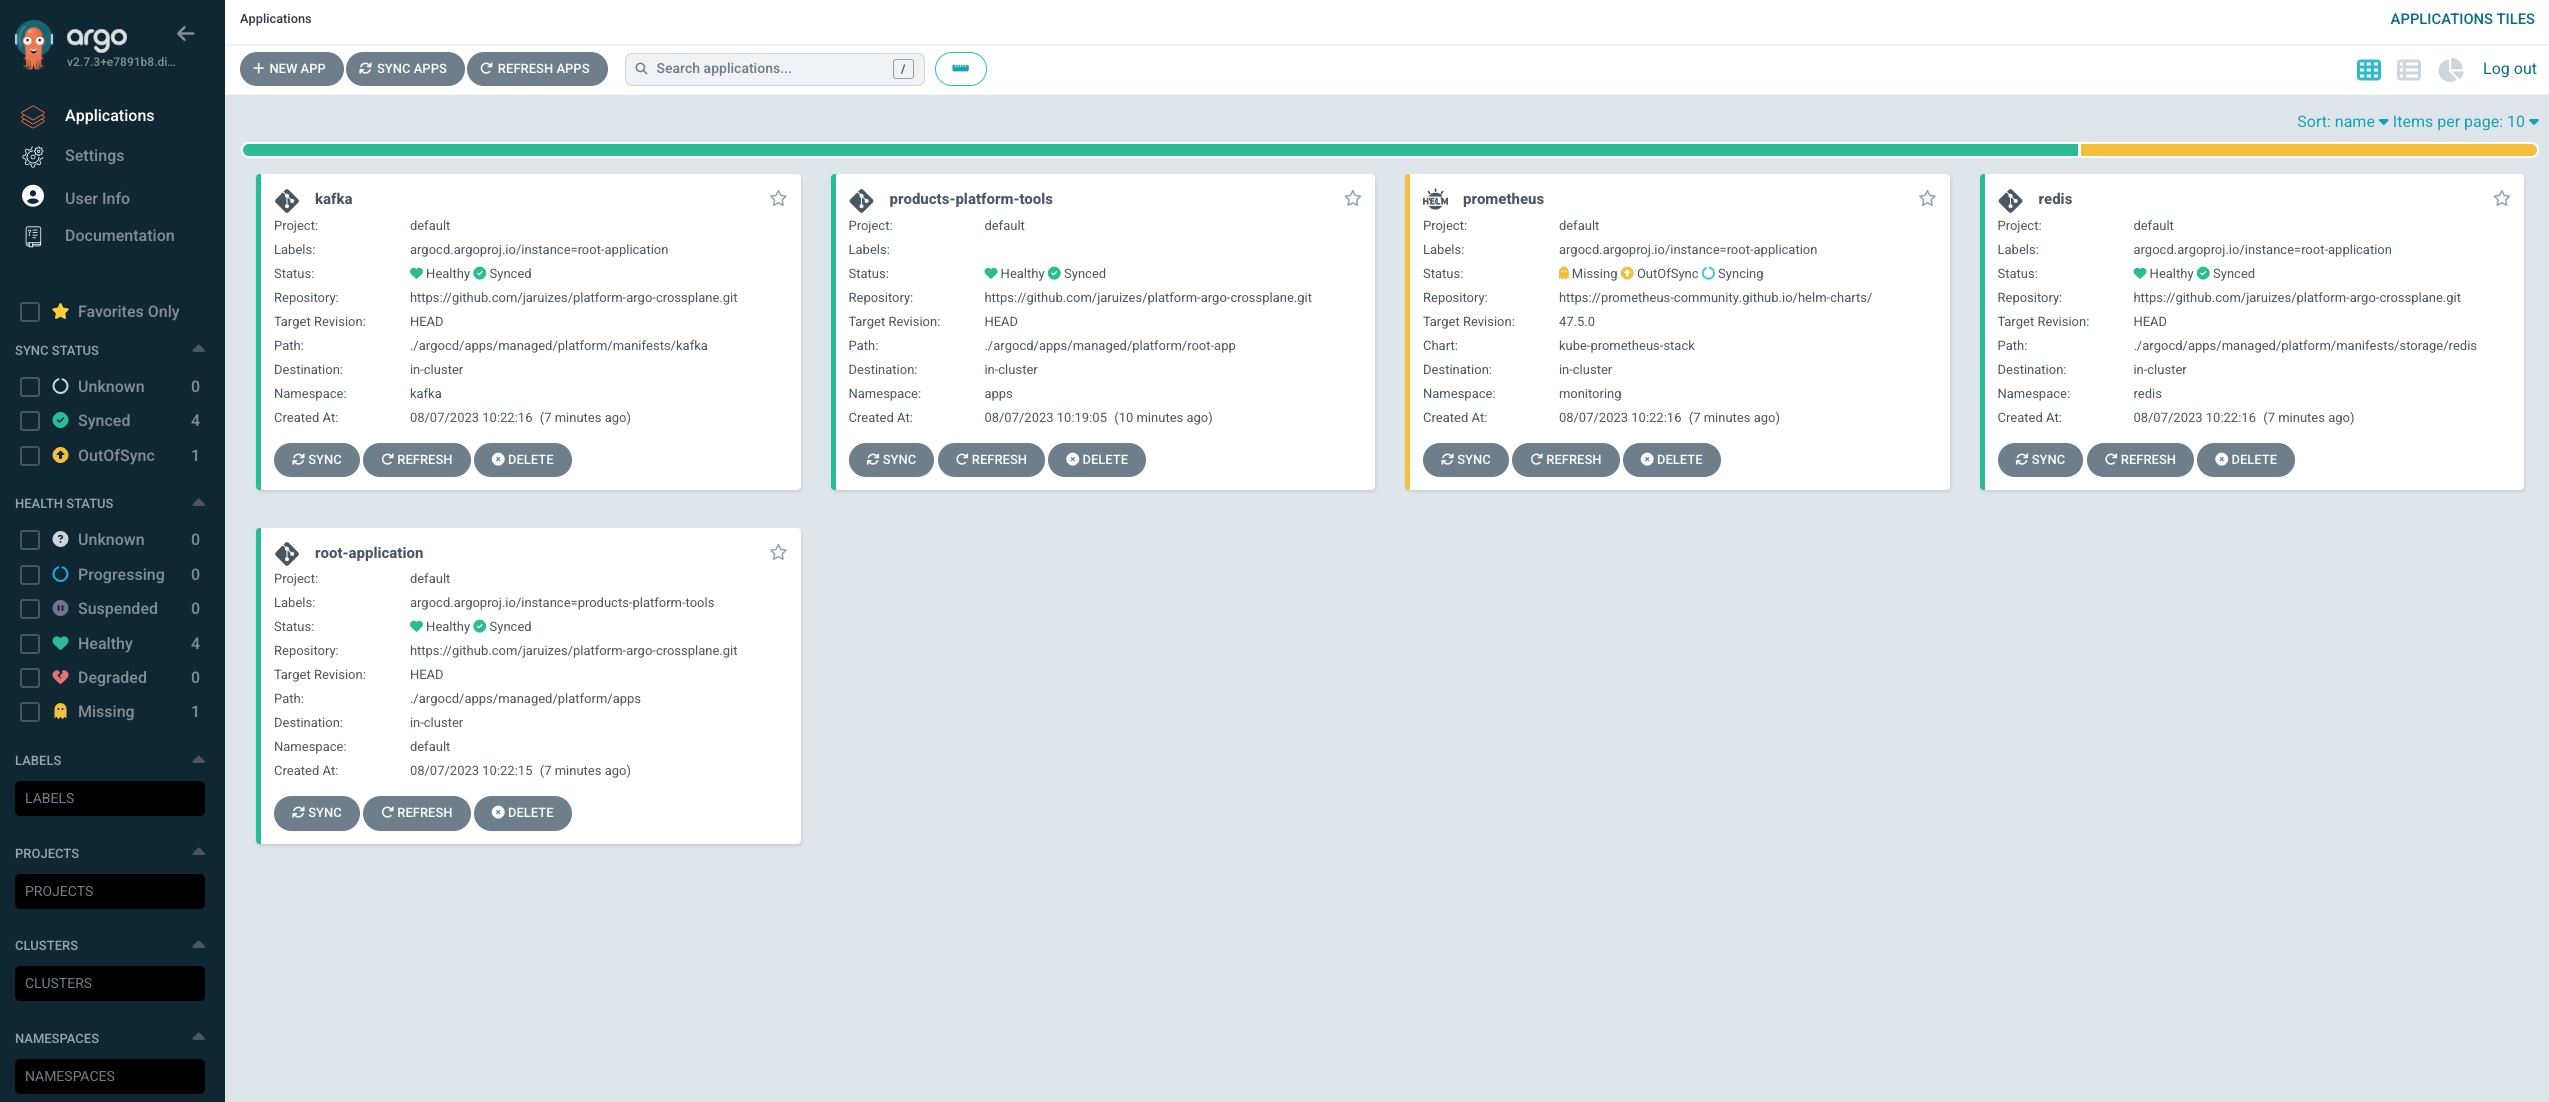 argo
v2.7.3+e7891b8.di...
Applications
Settings
User Info
Documentation
Favorites Only
SYNC STATUS
Unknown 0
Synced 4
OutOfSync 1
HEALTH STATUS
Unknown 0
Progressing 0
Suspended 0
Healthy 4
Degraded 0
Missing 1
LABELS
LABELS
PROJECTS
PROJECTS
CLUSTERS
CLUSTERS
NAMESPACES
NAMESPACES
Applications
APPLICATIONS TILES
NEW APP SYNC APPS REFRESH APPS Search applications... / Log out
Sort: name Items per page: 10
kafka
Project: default
Labels: argocd.argoproj.io/instance=root-application
Status: Healthy Synced
Repository: https://github.com/jaruizes/platform-argo-crossplane.git
Target Revision: HEAD
Path: ./argocd/apps/managed/platform/manifests/kafka
Destination: in-cluster
Namespace: kafka
Created At: 08/07/2023 10:22:16 (7 minutes ago)
SYNC REFRESH DELETE
products-platform-tools
Project: default
Labels:
Status: Healthy Synced
Repository: https://github.com/jaruizes/platform-argo-crossplane.git
Target Revision: HEAD
Path: ./argocd/apps/managed/platform/root-app
Destination: in-cluster
Namespace: apps
Created At: 08/07/2023 10:19:05 (10 minutes ago)
SYNC REFRESH DELETE
HELM prometheus
Project: default
Labels: argocd.argoproj.io/instance=root-application
Status: Missing OutOfSync Syncing
Repository: https://prometheus-community.github.io/helm-charts/
Target Revision: 47.5.0
Chart: kube-prometheus-stack
Destination: in-cluster
Namespace: monitoring
Created At: 08/07/2023 10:22:16 (7 minutes ago)
SYNC REFRESH DELETE
redis
Project: default
Labels: argocd.argoproj.io/instance=root-application
Status: Healthy Synced
Repository: https://github.com/jaruizes/platform-argo-crossplane.git
Target Revision: HEAD
Path: ./argocd/apps/managed/platform/manifests/storage/redis
Destination: in-cluster
Namespace: redis
Created At: 08/07/2023 10:22:16 (7 minutes ago)
SYNC REFRESH DELETE
root-application
Project: default
Labels: argocd.argoproj.io/instance=products-platform-tools
Status: Healthy Synced
Repository: https://github.com/jaruizes/platform-argo-crossplane.git
Target Revision: HEAD
Path: ./argocd/apps/managed/platform/apps
Destination: in-cluster
Namespace: default
Created At: 08/07/2023 10:22:15 (7 minutes ago)
SYNC REFRESH DELETE